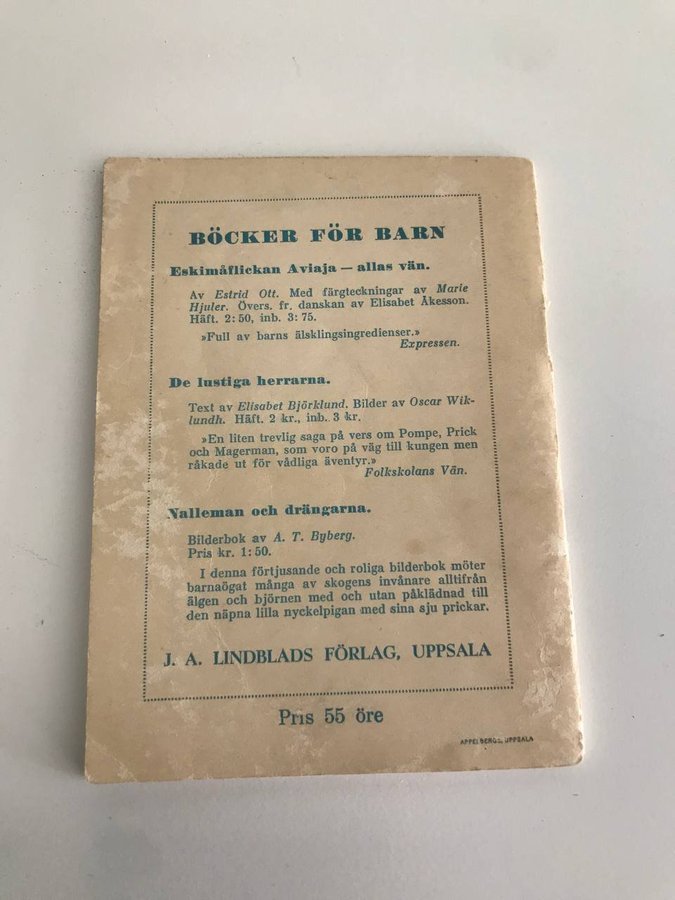 BÖCKER FÖR BARN
Eskimåflickan Aviaja — allas vän.
Av Estrid Ott. Med färgteckningar av Marie
Hjuler. Övers. fr. danskan av Elisabet Åkesson.
Häft. 2:50, inb. 3:75.
»Full av barns älsklingsingredienser.»
Expressen.
De lustiga herrarna.
Text av Elisabet Björklund. Bilder av Oscar Wik-
lundh. Häft. 2 kr., inb. 3 kr.
»En liten trevlig saga på vers om Pompe, Prick
och Magerman, som voro på väg till kungen men
råkade ut för vådliga äventyr.»
Folkskolans Vän.
Nalleman och drängarna.
Bilderbok av A. T. Byberg.
Pris kr. 1:50.
I denna förtjusande och roliga bilderbok möter
barnaögat många av skogens invånare alltifrån
älgen och björnen med och utan påklädnad till
den näpna lilla nyckelpigan med sina sju prickar.
J. A. LINDBLADS FÖRLAG, UPPSALA
Pris 55 öre
APPELBERGS, UPPSALA